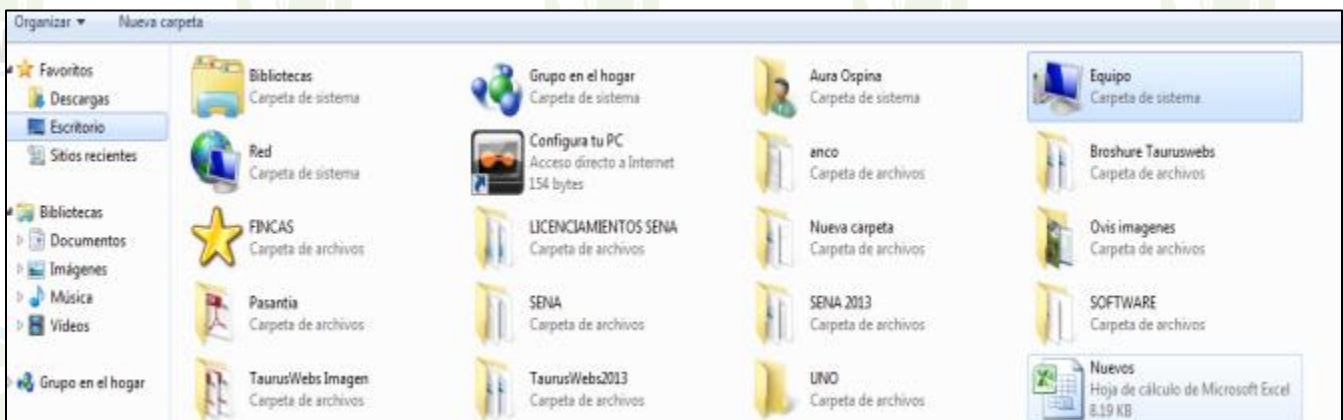 Organizar Nueva carpeta
Favoritos
Descargas
Escritorio
Sitios recientes
Bibliotecas
Documentos
Imágenes
Música
Vídeos
Grupo en el hogar
Bibliotecas
Carpeta de sistema
Grupo en el hogar
Carpeta de sistema
Aura Ospina
Carpeta de sistema
Equipo
Carpeta de sistema
Red
Carpeta de sistema
Configura tu PC
Acceso directo a Internet
154 bytes
anco
Carpeta de archivos
Broshure Tauruswebs
Carpeta de archivos
FINCAS
Carpeta de archivos
LICENCIAMIENTOS SENA
Carpeta de archivos
Nueva carpeta
Carpeta de archivos
Ovis imagenes
Carpeta de archivos
Pasantia
Carpeta de archivos
SENA
Carpeta de archivos
SENA 2013
Carpeta de archivos
SOFTWARE
Carpeta de archivos
TaurusWebs Imagen
Carpeta de archivos
TaurusWebs2013
Carpeta de archivos
UNO
Carpeta de archivos
Nuevos
Hoja de cálculo de Microsoft Excel
8.19 KB